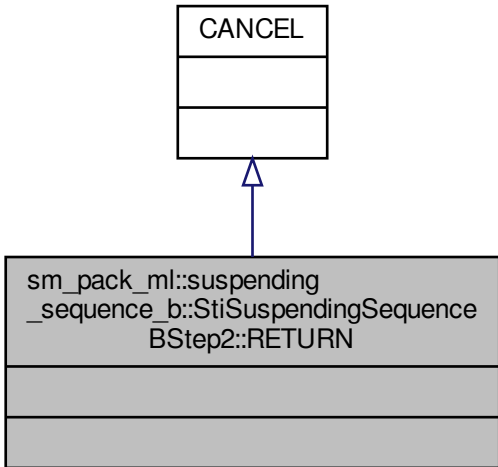 CANCEL
sm_pack_ml::suspending
_sequence_b::StiSuspendingSequence
BStep2::RETURN